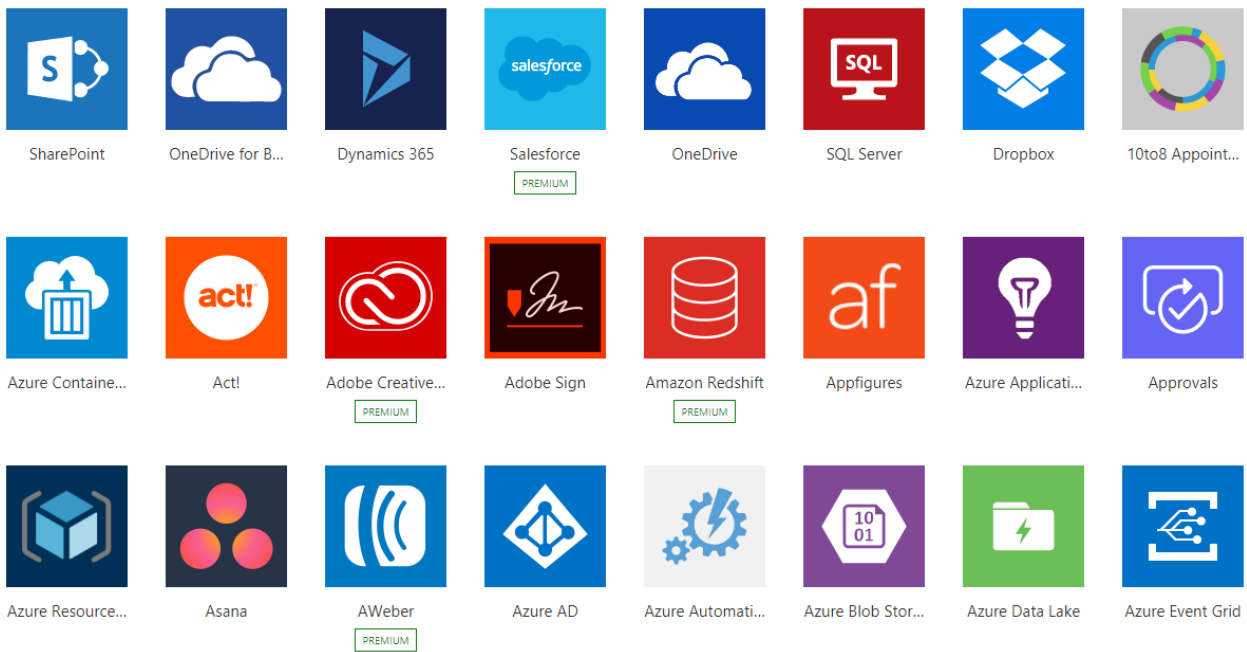 S
salesforce
SQL
SharePoint
OneDrive for B...
Dynamics 365
Salesforce
OneDrive
SQL Server
Dropbox
10to8 Appoint...
PREMIUM
act!
af
Azure Containe...
Act!
Adobe Creative...
Adobe Sign
Amazon Redshift
Appfigures
Azure Applicati...
Approvals
PREMIUM
PREMIUM
10
01
Azure Resource...
Asana
AWeber
Azure AD
Azure Automati...
Azure Blob Stor...
Azure Data Lake
Azure Event Grid
PREMIUM